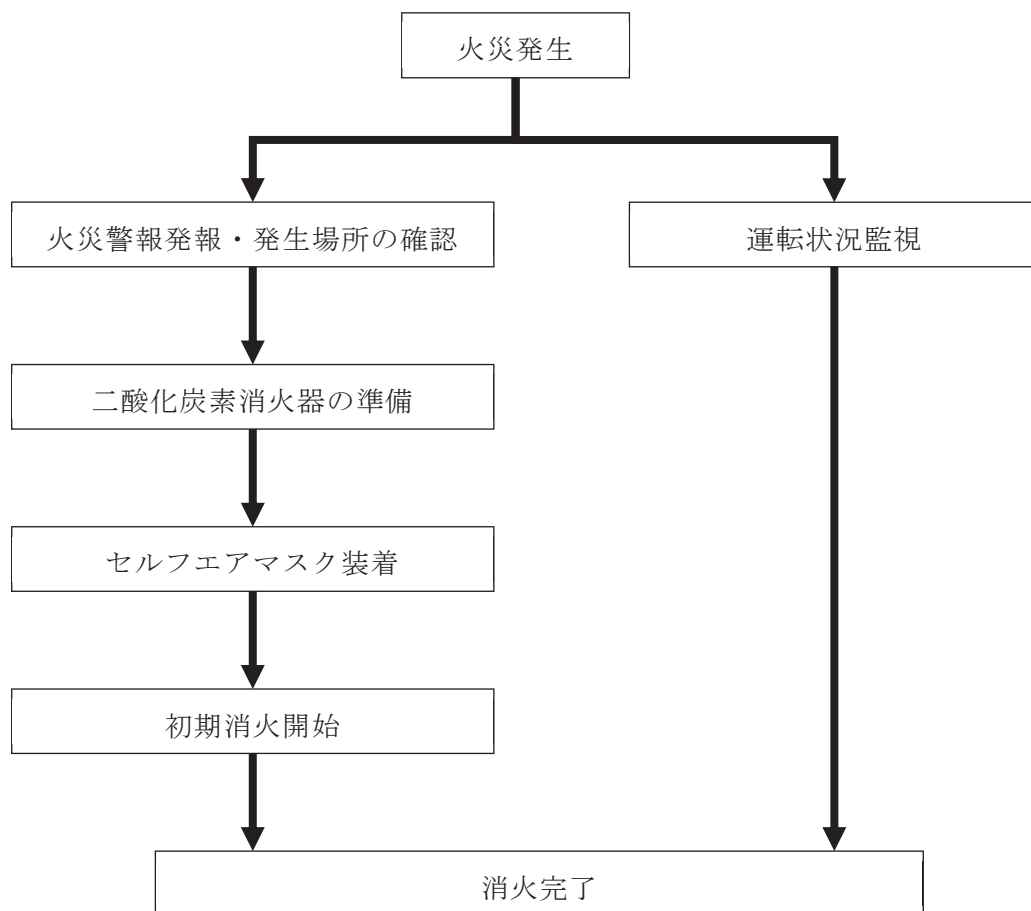 火災発生
火災警報発報・発生場所の確認
運転状況監視
二酸化炭素消火器の準備
セルフエアマスク装着
初期消火開始
消火完了